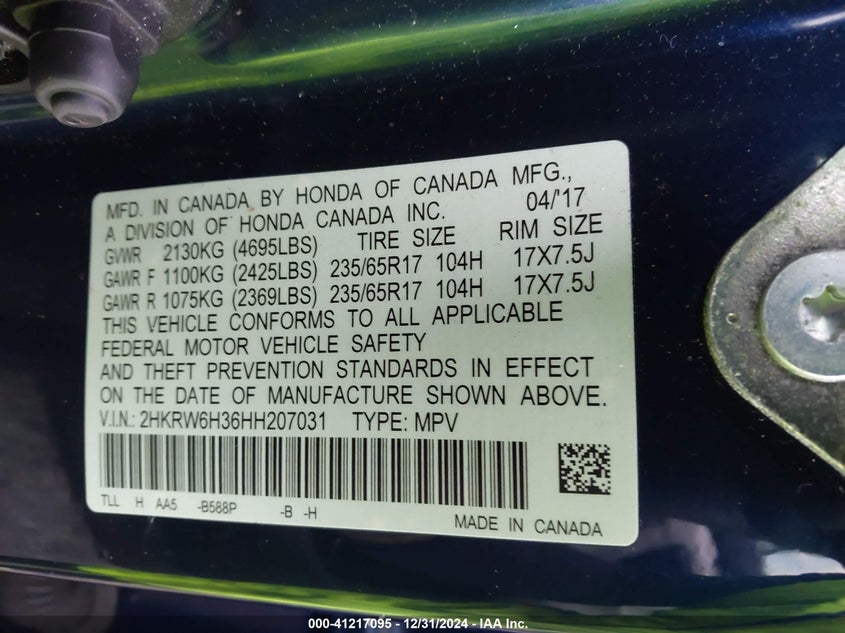 MFD. IN CANADA BY HONDA OF CANADA MFG.,
A DIVISION OF HONDA CANADA INC. 04/'17
GVWR 2130KG (4695LBS) TIRE SIZE RIM SIZE
GAWR F 1100KG (2425LBS) 235/65R17 104H 17X7.5J
GAWR R 1075KG (2369LBS) 235/65R17 104H 17X7.5J
THIS VEHICLE CONFORMS TO ALL APPLICABLE
FEDERAL MOTOR VEHICLE SAFETY
AND THEFT PREVENTION STANDARDS IN EFFECT
ON THE DATE OF MANUFACTURE SHOWN ABOVE.
V.I.N.: 2HKRW6H36HH207031 TYPE: MPV
TLL H AA5 -B588P -B -H
MADE IN CANADA
000-41217095 - 12/31/2024 - IAA Inc.